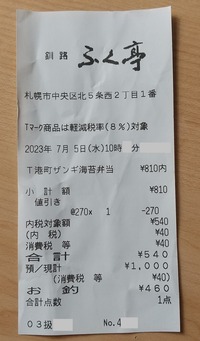 釧路 ふく亭
札幌市中央区北5条西2丁目1番
Tマーク商品は軽減税率(8%)対象
2023年 7月 5日(水)10時 分
T港町ザンギ海苔弁当 ¥810内
小計額 ¥810
値引き
@270x 1 -270
内税対象額 ¥540
(内 税) ¥40
消費税 等 ¥40
合計 ¥540
預/現計 ¥1,000
(消費税 等 ¥40)
お釣 ¥460
合計点数 1点
03級 No.4